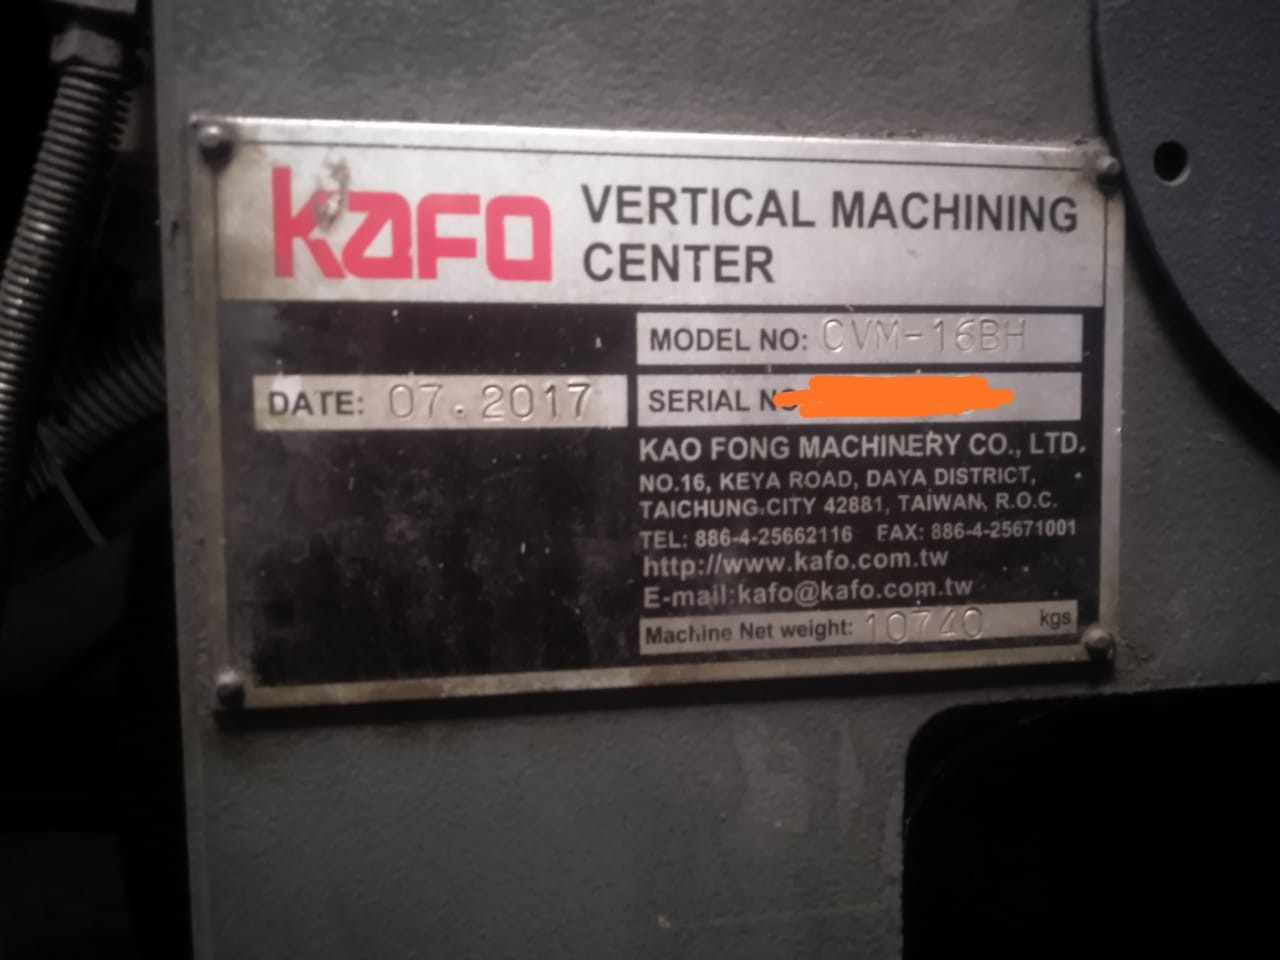 KAFO VERTICAL MACHINING
CENTER
MODEL NO: CVM-16BH
DATE: 07.2017
SERIAL NO
KAO FONG MACHINERY CO., LTD.
NO.16, KEYA ROAD, DAYA DISTRICT,
TAICHUNG CITY 42881, TAIWAN, R.O.C.
TEL: 886-4-25662116 FAX: 886-4-25671001
http://www.kafo.com.tw
E-mail:kafo@kafo.com.tw
Machine Net weight: 10740 kgs